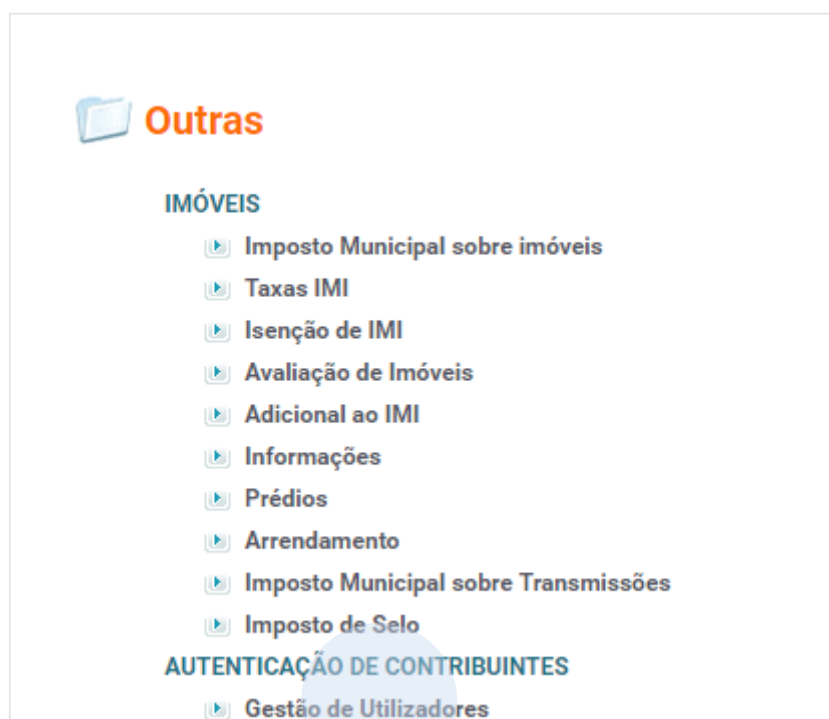 Outras
IMÓVEIS
Imposto Municipal sobre imóveis
Taxas IMI
Isenção de IMI
Avaliação de Imóveis
Adicional ao IMI
Informações
Prédios
Arrendamento
Imposto Municipal sobre Transmissões
Imposto de Selo
AUTENTICAÇÃO DE CONTRIBUINTES
Gestão de Utilizadores